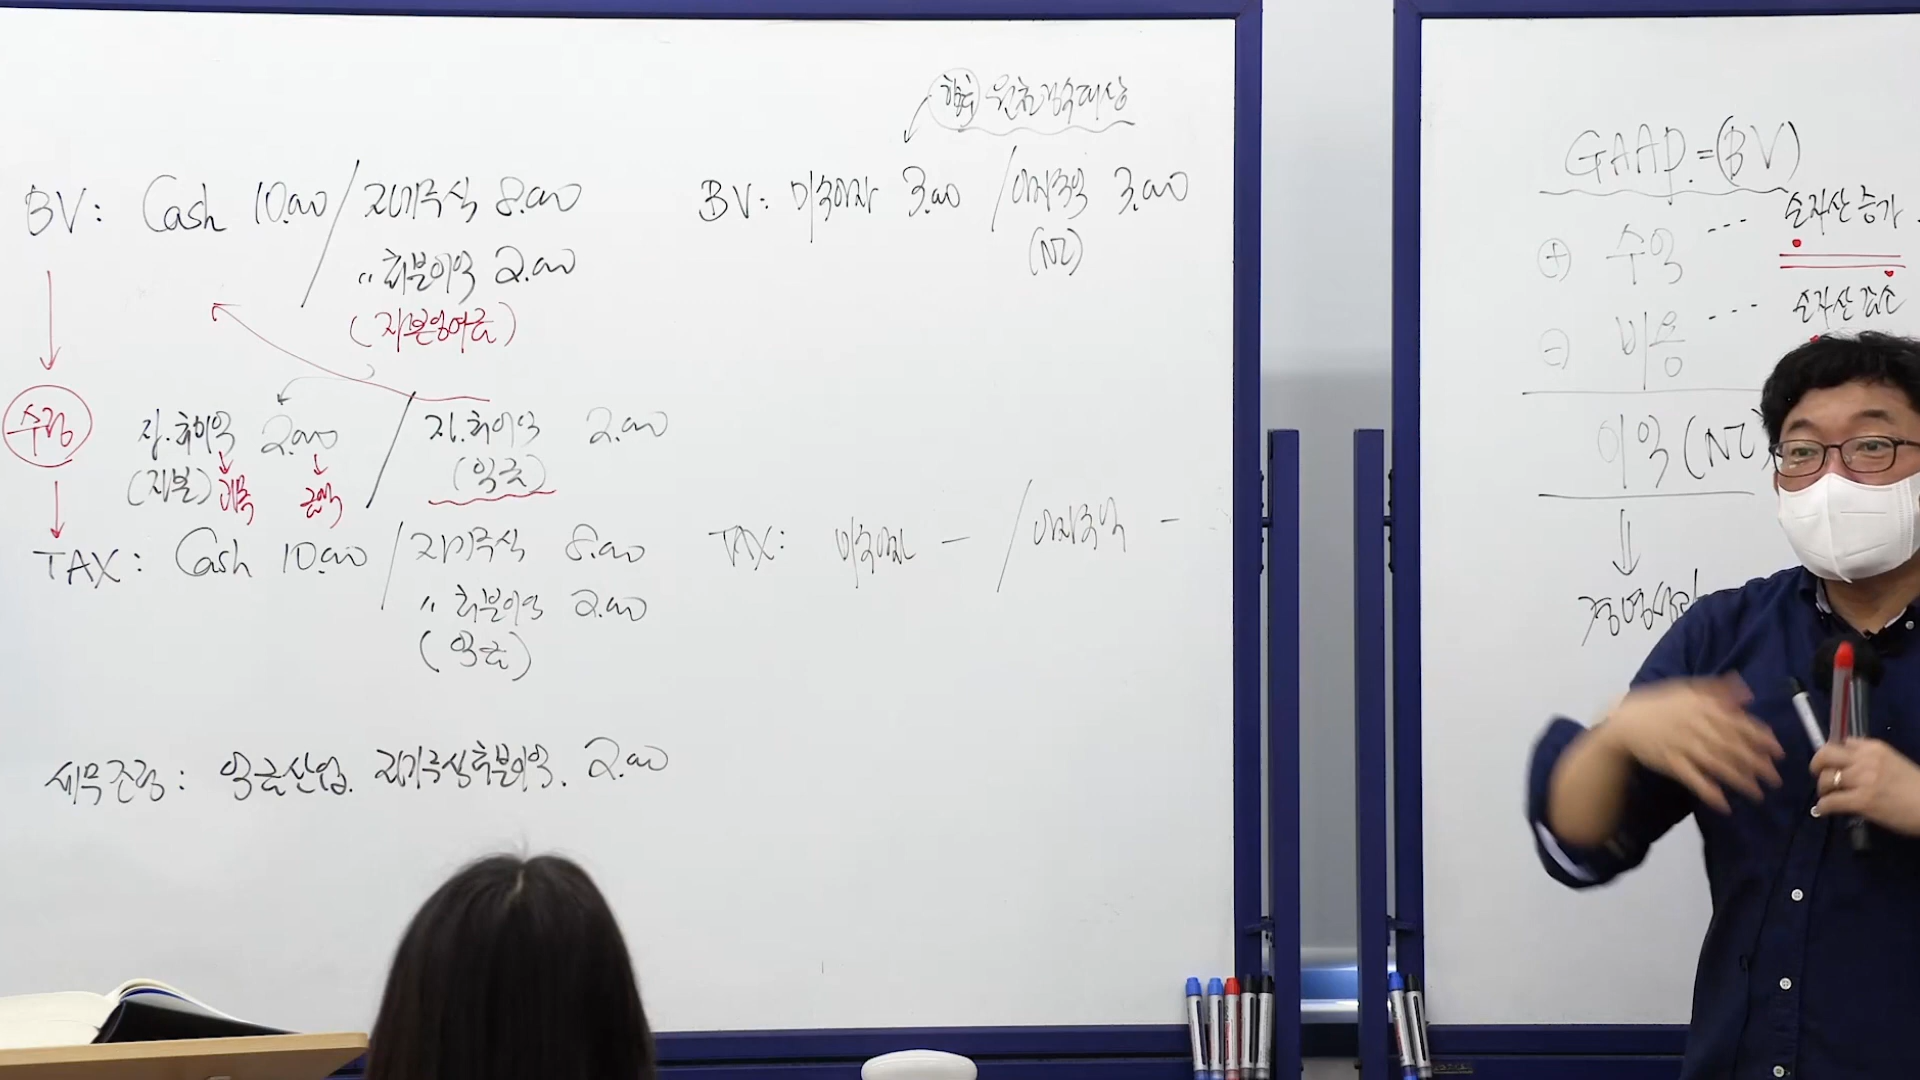 BV: Cash 10.000 / 자기주식 8.000
〃 처분이익 2.000
(자본잉여금)
수정
자.처이익 2.000 / 자.처이익 2.000
(자본) 과목 금액 (익금)
TAX: Cash 10.000 / 자기주식 8.000
〃 처분이익 2.000
(익금)
세무조정: 익금산입. 자기주식처분이익. 2.000
원천징수대상
BV: 미수이자 3.000 / 이자수익 3.000
(NI)
TAX: 미수이자 - / 이자수익 -
GAAP.=(BV)
⊕ 수익 --- 순자산 증가
⊖ 비용 --- 순자산 감소
이익 (NI)
⇓